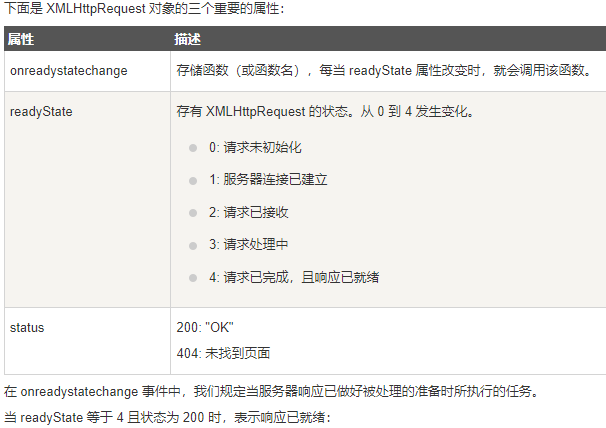 下面是 XMLHttpRequest 对象的三个重要的属性：
属性 描述
onreadystatechange 存储函数（或函数名），每当 readyState 属性改变时，就会调用该函数。
readyState 存有 XMLHttpRequest 的状态。从 0 到 4 发生变化。
0: 请求未初始化
1: 服务器连接已建立
2: 请求已接收
3: 请求处理中
4: 请求已完成，且响应已就绪
status 200: "OK"
404: 未找到页面
在 onreadystatechange 事件中，我们规定当服务器响应已做好被处理的准备时所执行的任务。
当 readyState 等于 4 且状态为 200 时，表示响应已就绪：